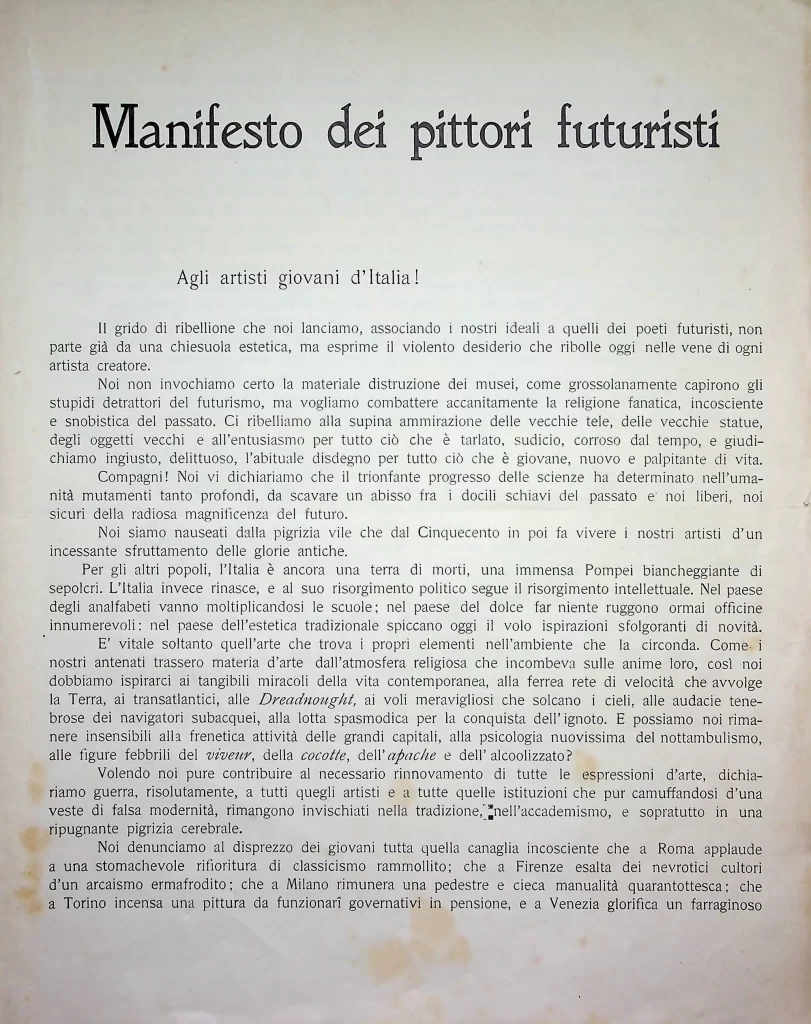 Manifesto dei pittori futuristi
Agli artisti giovani d'Italia!
Il grido di ribellione che noi lanciamo, associando i nostri ideali a quelli dei poeti futuristi, non
parte già da una chiesuola estetica, ma esprime il violento desiderio che ribolle oggi nelle vene di ogni
artista creatore.
Noi non invochiamo certo la materiale distruzione dei musei, come grossolanamente capirono gli
stupidi detrattori del futurismo, ma vogliamo combattere accanitamente la religione fanatica, incosciente
e snobistica del passato. Ci ribelliamo alla supina ammirazione delle vecchie tele, delle vecchie statue,
degli oggetti vecchi e all'entusiasmo per tutto ciò che è tarlato, sudicio, corroso dal tempo, e giudi-
chiamo ingiusto, delittuoso, l'abituale disdegno per tutto ciò che è giovane, nuovo e palpitante di vita.
Compagni! Noi vi dichiariamo che il trionfante progresso delle scienze ha determinato nell'uma-
nità mutamenti tanto profondi, da scavare un abisso fra i docili schiavi del passato e noi liberi, noi
sicuri della radiosa magnificenza del futuro.
Noi siamo nauseati dalla pigrizia vile che dal Cinquecento in poi fa vivere i nostri artisti d'un
incessante sfruttamento delle glorie antiche.
Per gli altri popoli, l'Italia è ancora una terra di morti, una immensa Pompei biancheggiante di
sepolcri. L'Italia invece rinasce, e al suo risorgimento politico segue il risorgimento intellettuale. Nel paese
degli analfabeti vanno moltiplicandosi le scuole; nel paese del dolce far niente ruggono ormai officine
innumerevoli; nel paese dell'estetica tradizionale spiccano oggi il volo ispirazioni sfolgoranti di novità.
E' vitale soltanto quell'arte che trova i propri elementi nell'ambiente che la circonda. Come i
nostri antenati trassero materia d'arte dall'atmosfera religiosa che incombeva sulle anime loro, così noi
dobbiamo ispirarci ai tangibili miracoli della vita contemporanea, alla ferrea rete di velocità che avvolge
la Terra, ai transatlantici, alle Dreadnought, ai voli meravigliosi che solcano i cieli, alle audacie tene-
brose dei navigatori subacquei, alla lotta spasmodica per la conquista dell'ignoto. E possiamo noi rima-
nere insensibili alla frenetica attività delle grandi capitali, alla psicologia nuovissima del nottambulismo,
alle figure febbrili del viveur, della cocotte, dell'apache e dell'alcoolizzato?
Volendo noi pure contribuire al necessario rinnovamento di tutte le espressioni d'arte, dichia-
riamo guerra, risolutamente, a tutti quegli artisti e a tutte quelle istituzioni che pur camuffandosi d'una
veste di falsa modernità, rimangono invischiati nella tradizione, nell'accademismo, e sopratutto in una
ripugnante pigrizia cerebrale.
Noi denunciamo al disprezzo dei giovani tutta quella canaglia incosciente che a Roma applaude
a una stomachevole rifioritura di classicismo rammollito; che a Firenze esalta dei nevrotici cultori
d'un arcaismo ermafrodito; che a Milano rimunera una pedestre e cieca manualità quarantottesca; che
a Torino incensa una pittura da funzionarî governativi in pensione, e a Venezia glorifica un farraginoso